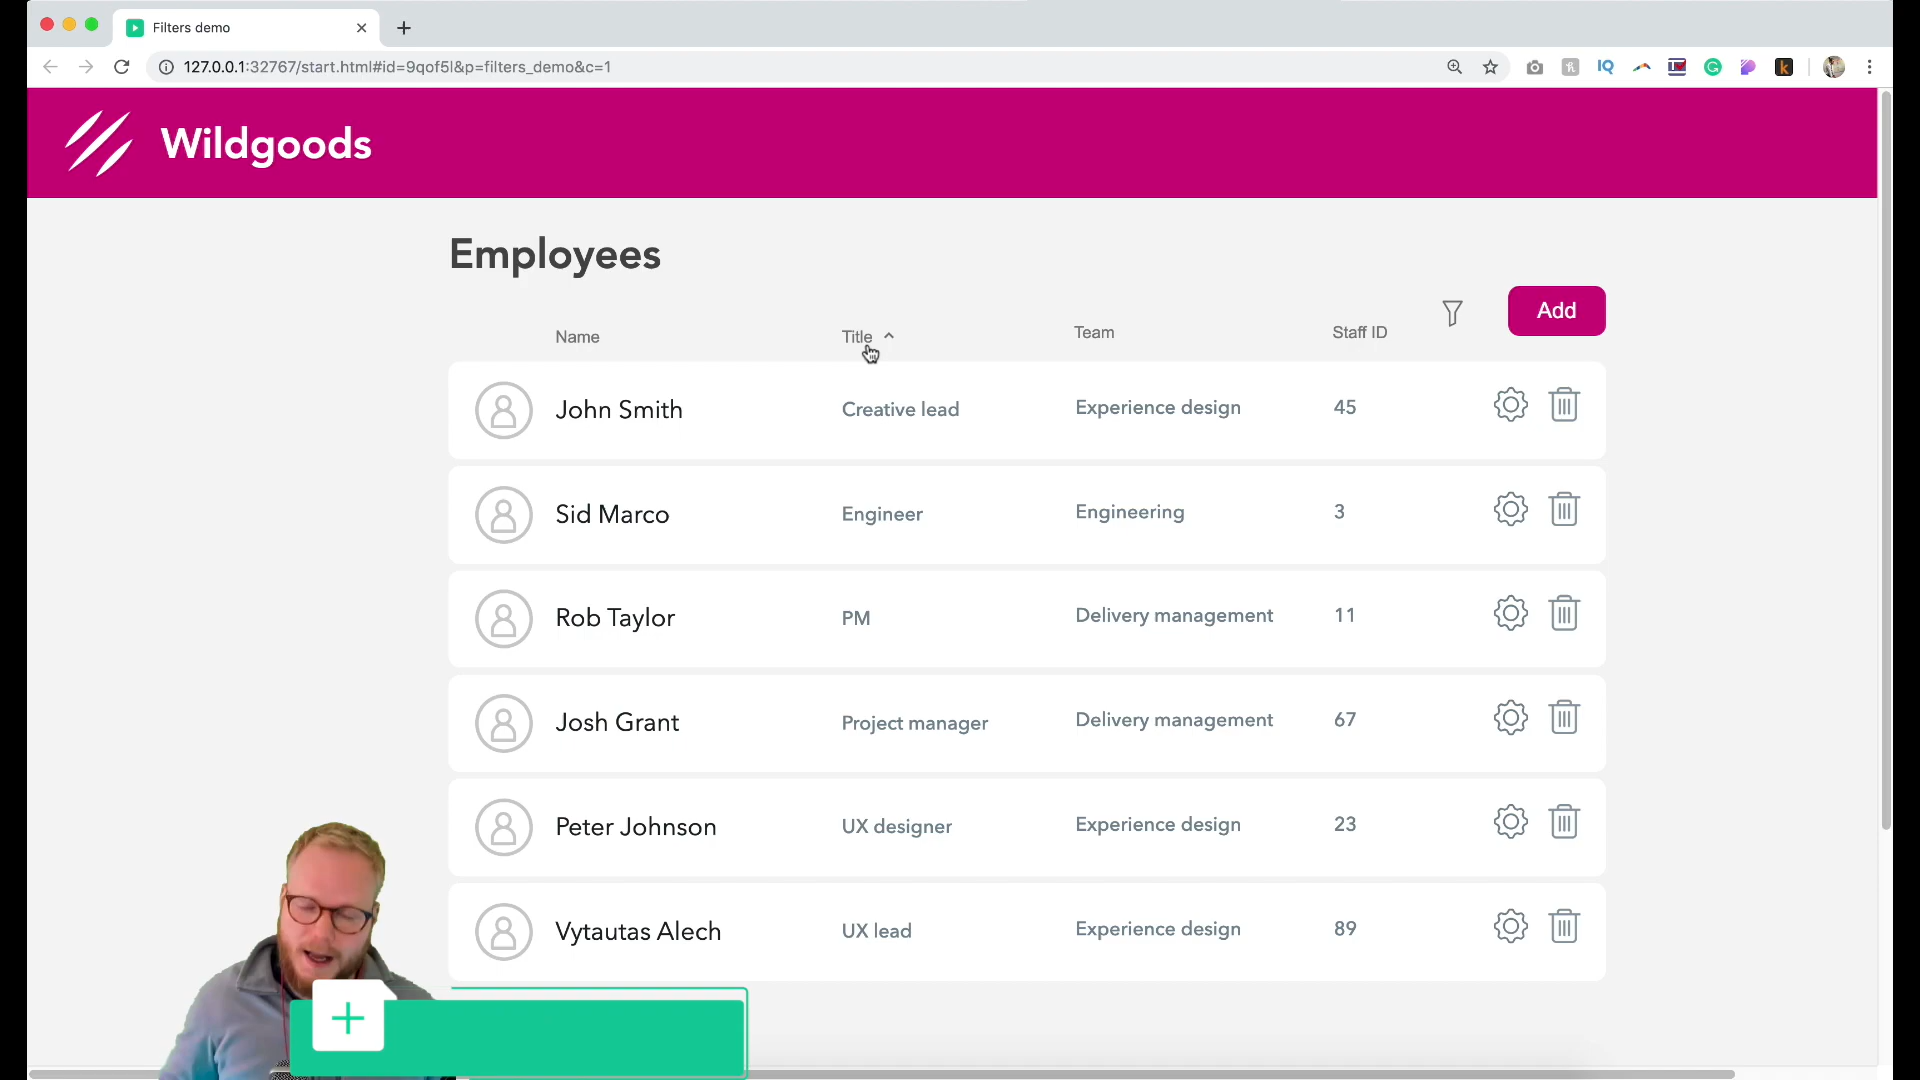 Filters demo
127.0.0.1:32767/start.html#id=9qof5l&p=filters_demo&c=1
Wildgoods
Employees
Add
Name Title Team Staff ID
John Smith Creative lead Experience design 45
Sid Marco Engineer Engineering 3
Rob Taylor PM Delivery management 11
Josh Grant Project manager Delivery management 67
Peter Johnson UX designer Experience design 23
Vytautas Alech UX lead Experience design 89